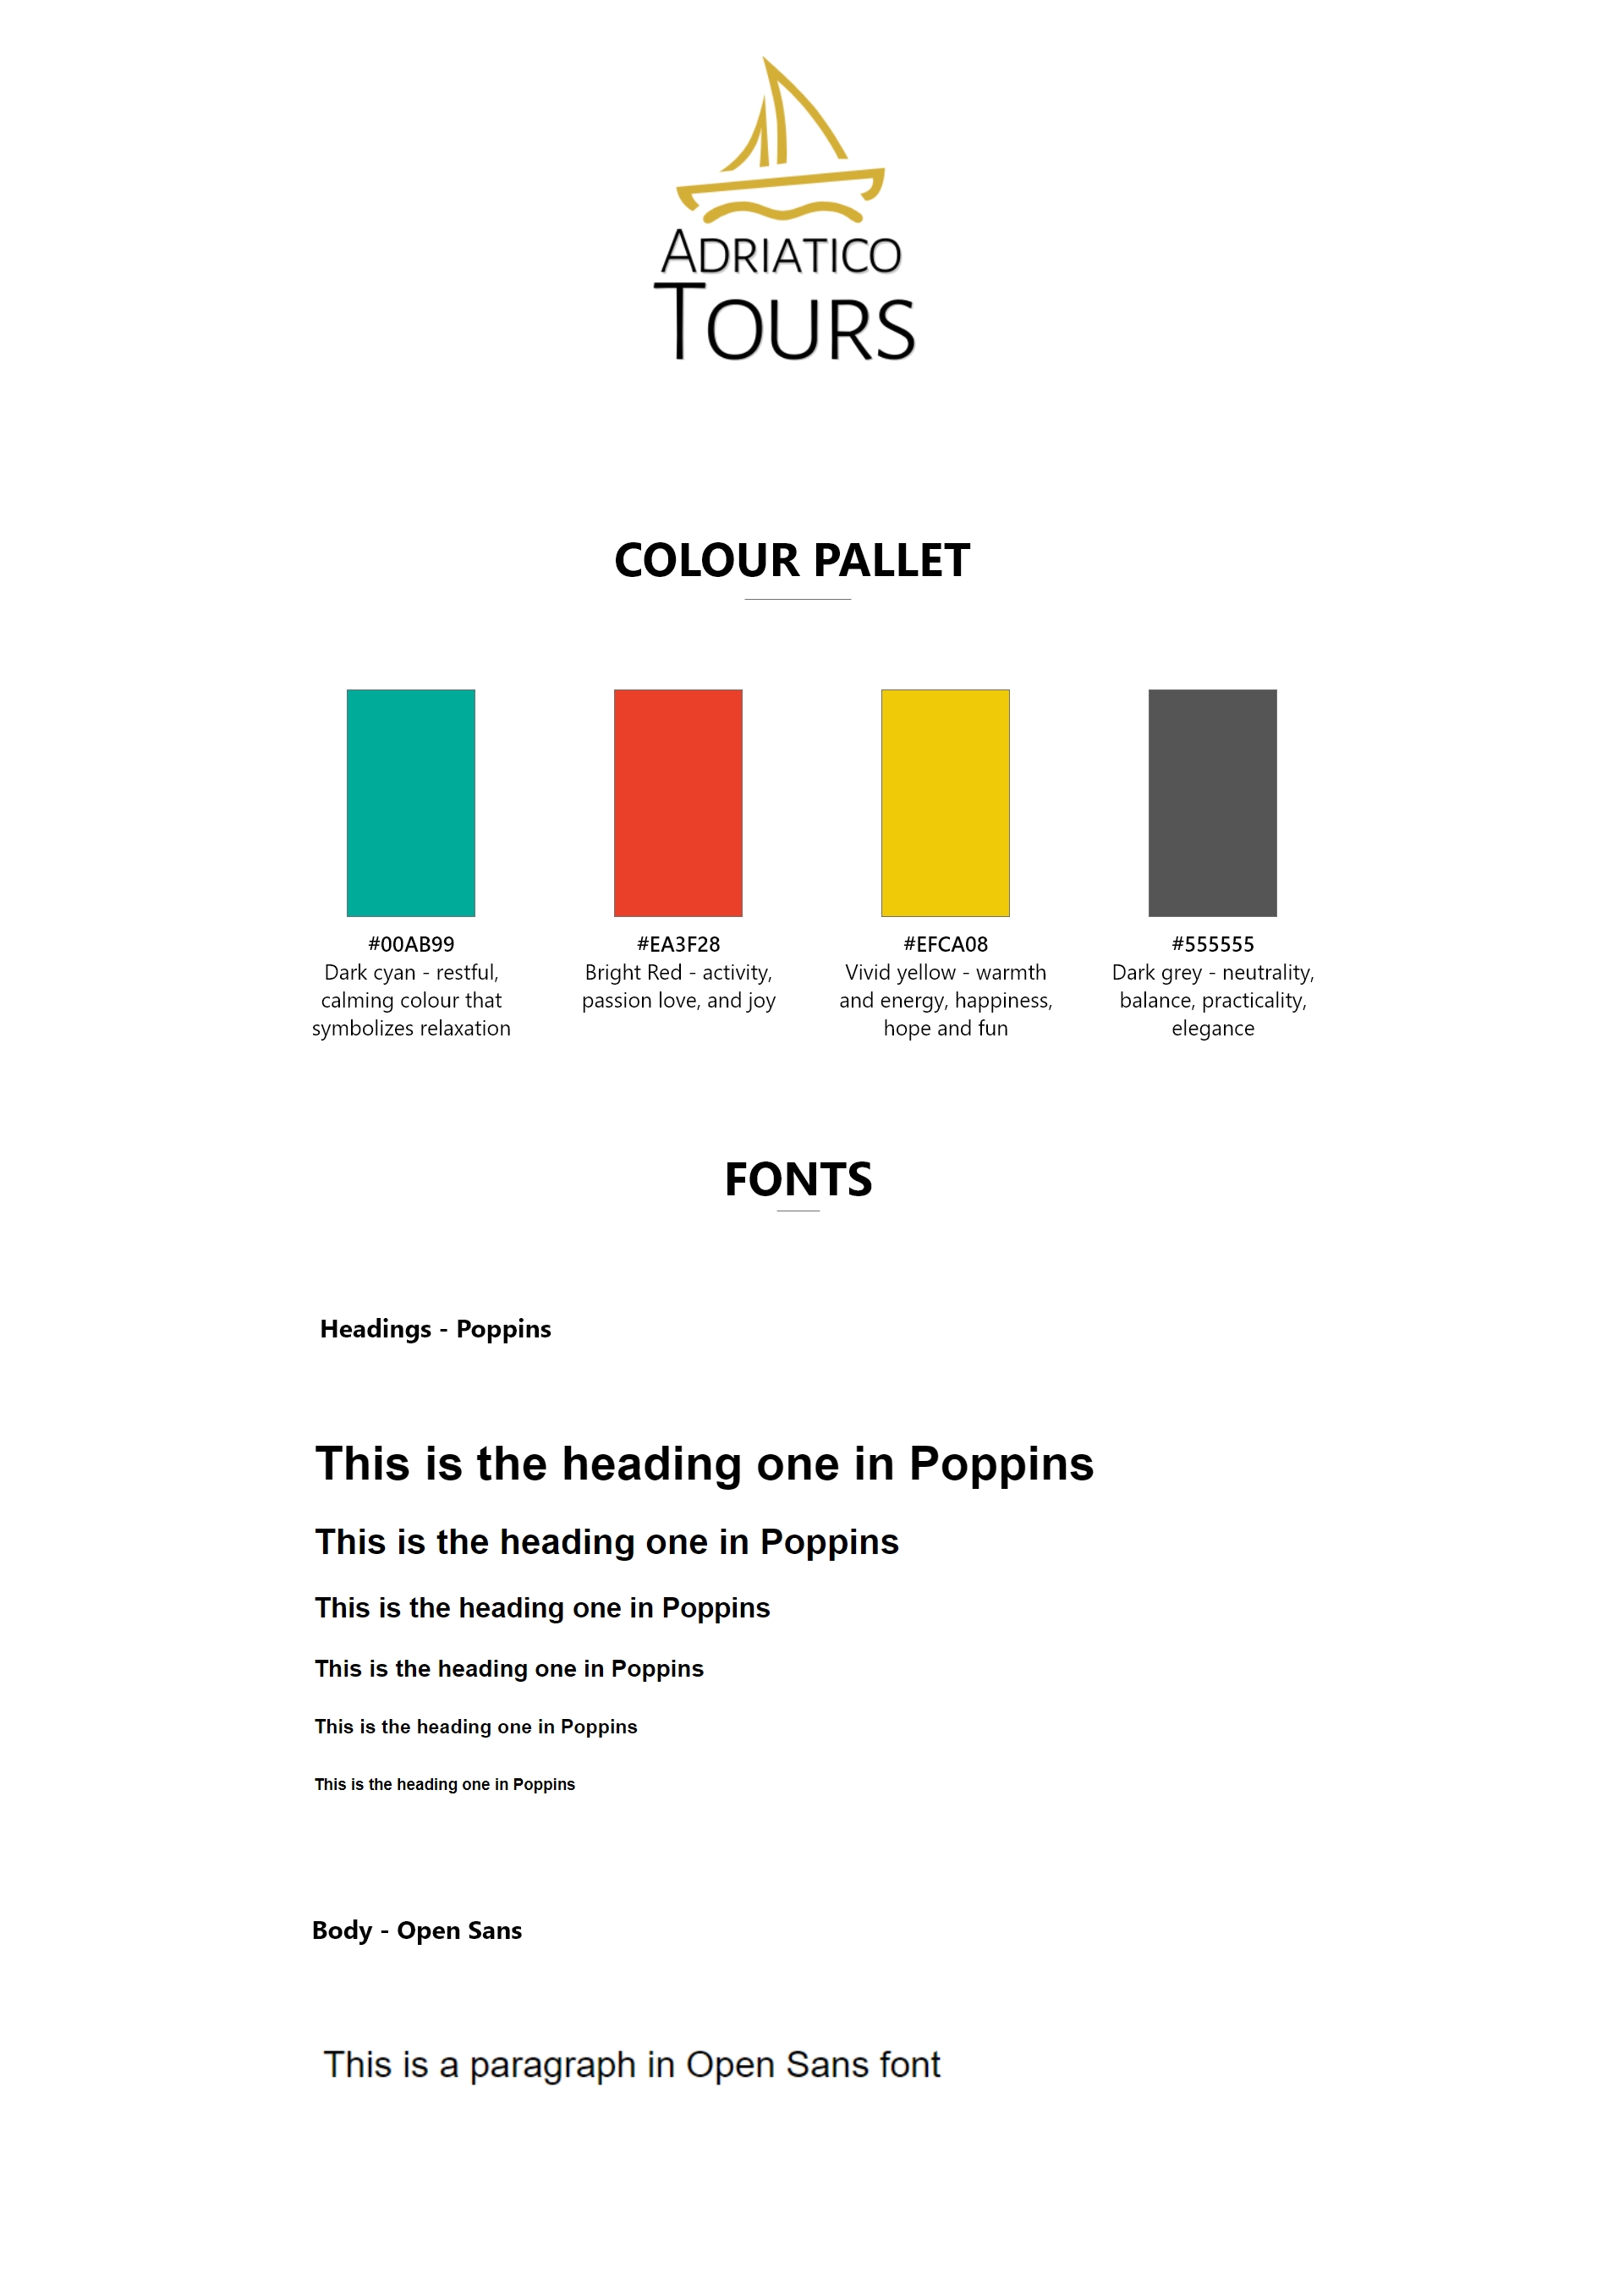 ADRIATICO
TOURS
COLOUR PALLET
#00AB99
Dark cyan - restful,
calming colour that
symbolizes relaxation
#EA3F28
Bright Red - activity,
passion love, and joy
#EFCA08
Vivid yellow - warmth
and energy, happiness,
hope and fun
#555555
Dark grey - neutrality,
balance, practicality,
elegance
FONTS
Headings - Poppins
This is the heading one in Poppins
This is the heading one in Poppins
This is the heading one in Poppins
This is the heading one in Poppins
This is the heading one in Poppins
This is the heading one in Poppins
Body - Open Sans
This is a paragraph in Open Sans font